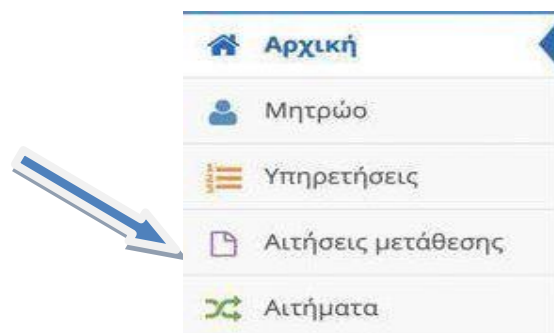 Αρχική
Μητρώο
Υπηρετήσεις
Αιτήσεις μετάθεσης
Αιτήματα